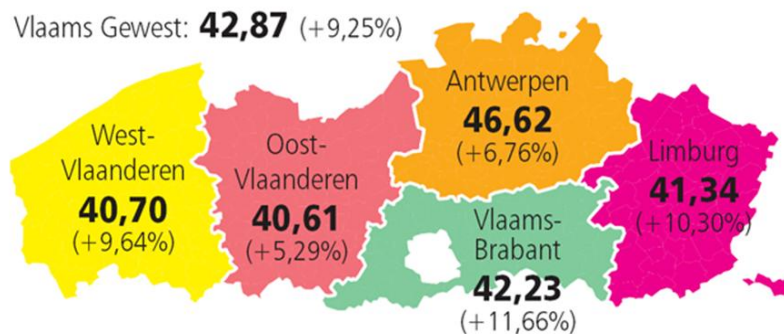 Vlaams Gewest: 42,87 (+9,25%)
West-
Vlaanderen
40,70
(+9,64%)
Oost-
Vlaanderen
40,61
(+5,29%)
Antwerpen
46,62
(+6,76%)
Vlaams-
Brabant
42,23
(+11,66%)
Limburg
41,34
(+10,30%)